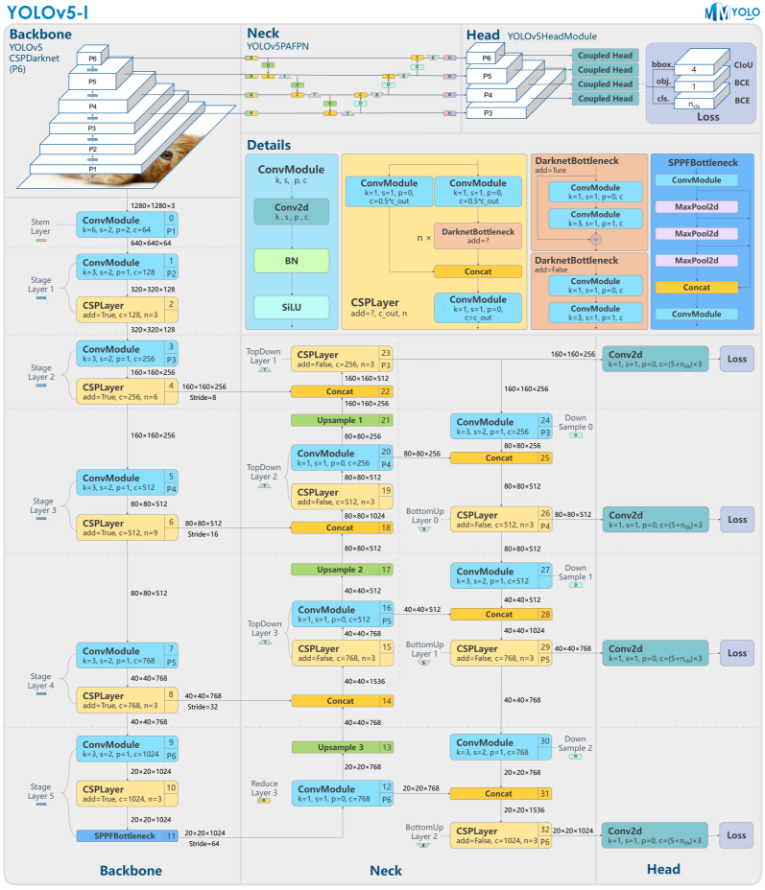 YOLOv5-l
MMYOLO
Backbone
YOLOv5
CSPDarknet
(P6)
P6
P5
P4
P3
P2
P1
Neck
YOLOv5PAFPN
Head YOLOv5HeadModule
P6
P5
P4
P3
Coupled Head
Coupled Head
Coupled Head
Coupled Head
bbox. 4 CIoU
obj. 1 BCE
cls. ncls BCE
Loss
Details
ConvModule
k, s, p, c
Conv2d
k, s, p, c
BN
SiLU
ConvModule
k=1, s=1, p=0,
c=0.5*c_out
ConvModule
k=1, s=1, p=0,
c=0.5*c_out
n ×
DarknetBottleneck
add=?
Concat
CSPLayer
add=?, c_out, n
ConvModule
k=1, s=1, p=0,
c=c_out
DarknetBottleneck
add=Ture
ConvModule
k=1, s=1, p=0, c
ConvModule
k=3, s=1, p=1, c
DarknetBottleneck
add=False
ConvModule
k=1, s=1, p=0, c
ConvModule
k=3, s=1, p=1, c
SPPFBottleneck
ConvModule
MaxPool2d
MaxPool2d
MaxPool2d
Concat
ConvModule
1280×1280×3
Stem
Layer
ConvModule 0
k=6, s=2, p=2, c=64 P1
640×640×64
Stage
Layer 1
ConvModule 1
k=3, s=2, p=1, c=128 P2
320×320×128
CSPLayer 2
add=True, c=128, n=3
320×320×128
Stage
Layer 2
ConvModule 3
k=3, s=2, p=1, c=256 P3
160×160×256
CSPLayer 4
add=True, c=256, n=6
160×160×256
Stride=8
160×160×256
Stage
Layer 3
ConvModule 5
k=3, s=2, p=1, c=512 P4
80×80×512
CSPLayer 6
add=True, c=512, n=9
80×80×512
Stride=16
80×80×512
Stage
Layer 4
ConvModule 7
k=3, s=2, p=1, c=768 P5
40×40×768
CSPLayer 8
add=True, c=768, n=3
40×40×768
Stride=32
40×40×768
Stage
Layer 5
ConvModule 9
k=3, s=2, p=1, c=1024 P6
20×20×1024
CSPLayer 10
add=True, c=1024, n=3
20×20×1024
SPPFBottleneck 11
20×20×1024
Stride=64
Backbone
TopDown
Layer 1
T
CSPLayer 23
add=False, c=256, n=3 P3
160×160×512
Concat 22
160×160×256
Upsample 1 21
80×80×256
TopDown
Layer 2
T
ConvModule 20
k=1, s=1, p=0, c=256 P4
80×80×512
CSPLayer 19
add=False, c=512, n=3
80×80×1024
Concat 18
80×80×512
Upsample 2 17
40×40×512
TopDown
Layer 3
T
ConvModule 16
k=1, s=1, p=0, c=512 P5
40×40×768
CSPLayer 15
add=False, c=768, n=3
40×40×1536
Concat 14
40×40×768
Upsample 3 13
20×20×768
Reduce
Layer 3
R
ConvModule 12
k=1, s=1, p=0, c=768 P6
160×160×256
160×160×256
ConvModule 24
k=3, s=2, p=1, c=256 P3
Down
Sample 0
D
80×80×256
80×80×256
Concat 25
80×80×512
BottomUp
Layer 0
B
CSPLayer 26
add=False, c=512, n=3 P4
80×80×512
80×80×512
ConvModule 27
k=3, s=2, p=1, c=512
Down
Sample 1
D
40×40×512
40×40×512
Concat 28
40×40×1024
BottomUp
Layer 1
B
CSPLayer 29
add=False, c=768, n=3 P5
40×40×768
40×40×768
ConvModule 30
k=3, s=2, p=1, c=768
Down
Sample 2
D
20×20×768
20×20×768
Concat 31
20×20×1536
BottomUp
Layer 2
B
CSPLayer 32
add=False, c=1024, n=3 P6
20×20×1024
Neck
Conv2d
k=1, s=1, p=0, c=(5+ncls)×3
Loss
Conv2d
k=1, s=1, p=0, c=(5+ncls)×3
Loss
Conv2d
k=1, s=1, p=0, c=(5+ncls)×3
Loss
Conv2d
k=1, s=1, p=0, c=(5+ncls)×3
Loss
Head